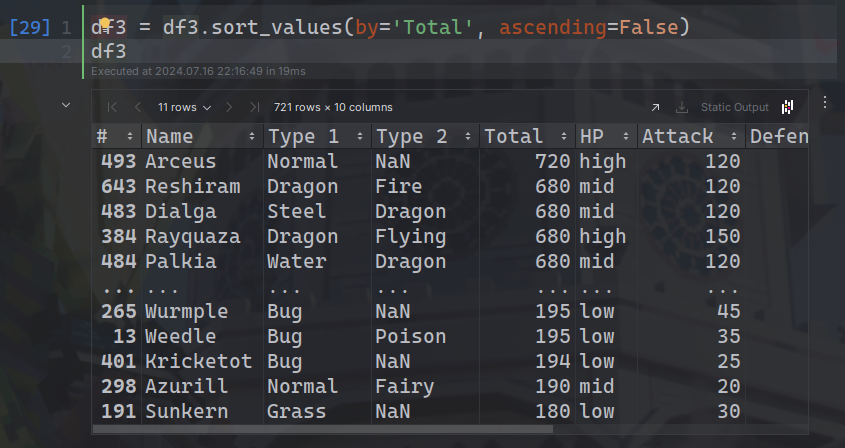 [29] 1 df3 = df3.sort_values(by='Total', ascending=False)
2 df3
Executed at 2024.07.16 22:16:49 in 19ms
11 rows 721 rows × 10 columns Static Output
# Name Type 1 Type 2 Total HP Attack Defen
493 Arceus Normal NaN 720 high 120
643 Reshiram Dragon Fire 680 mid 120
483 Dialga Steel Dragon 680 mid 120
384 Rayquaza Dragon Flying 680 high 150
484 Palkia Water Dragon 680 mid 120
... ... ... ... ... ... ...
265 Wurmple Bug NaN 195 low 45
13 Weedle Bug Poison 195 low 35
401 Kricketot Bug NaN 194 low 25
298 Azurill Normal Fairy 190 mid 20
191 Sunkern Grass NaN 180 low 30